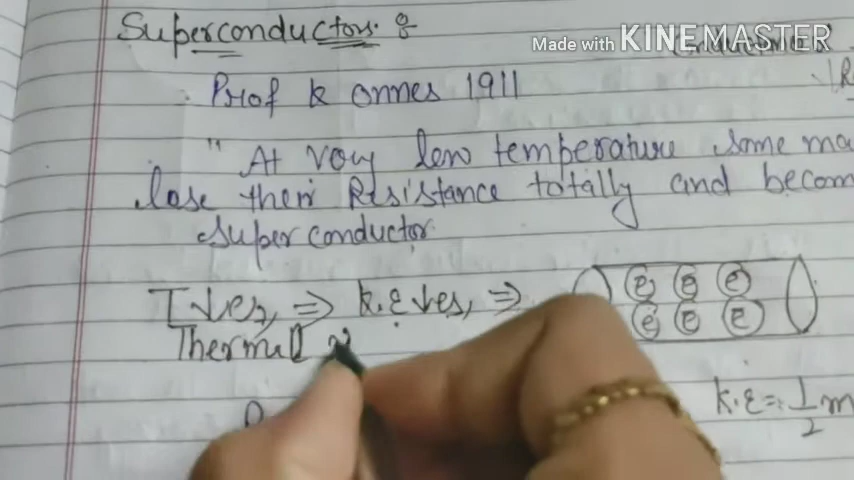 Superconductors :-
Made with KINEMASTER
Prof k onnes 1911
" At very low temperature some ma
lose their Resistance totally and becom
superconductor.
T↓es, ⇒ k.ε↓es, ⇒
e e e
e e e
Thermal
k.ε = 1/2 m